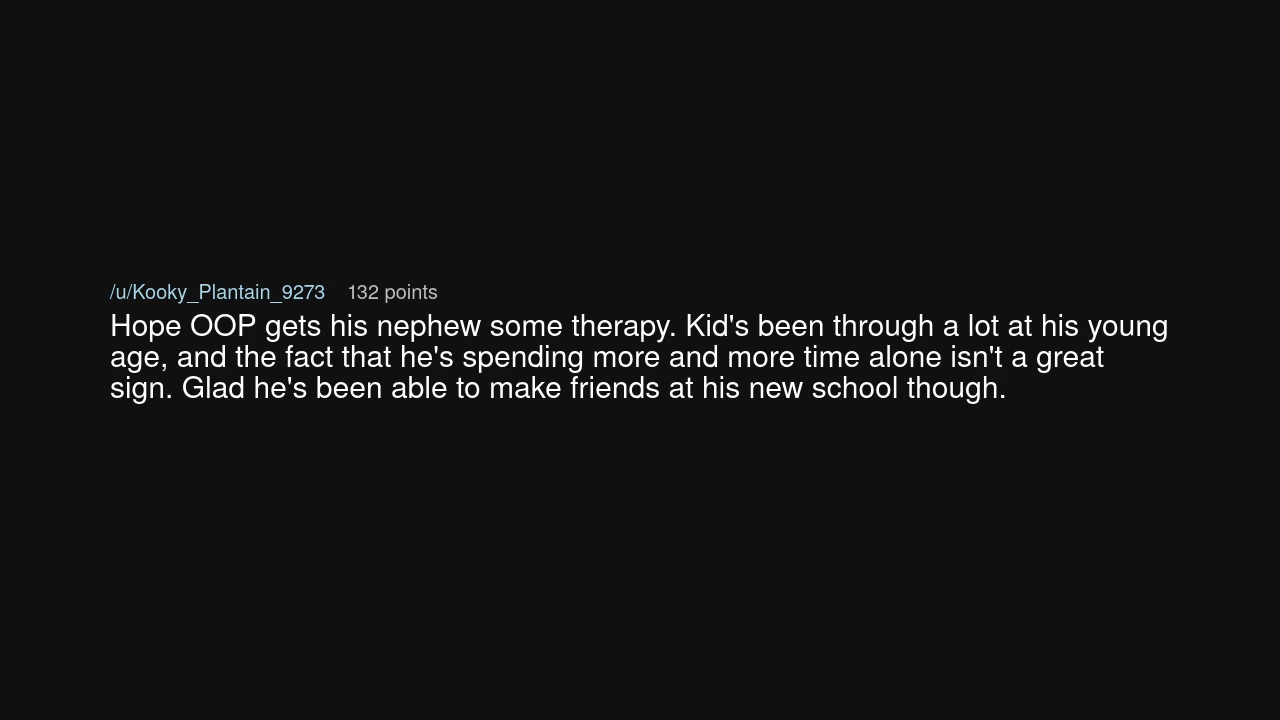 /u/Kooky_Plantain_9273 132 points
Hope OOP gets his nephew some therapy. Kid's been through a lot at his young
age, and the fact that he's spending more and more time alone isn't a great
sign. Glad he's been able to make friends at his new school though.